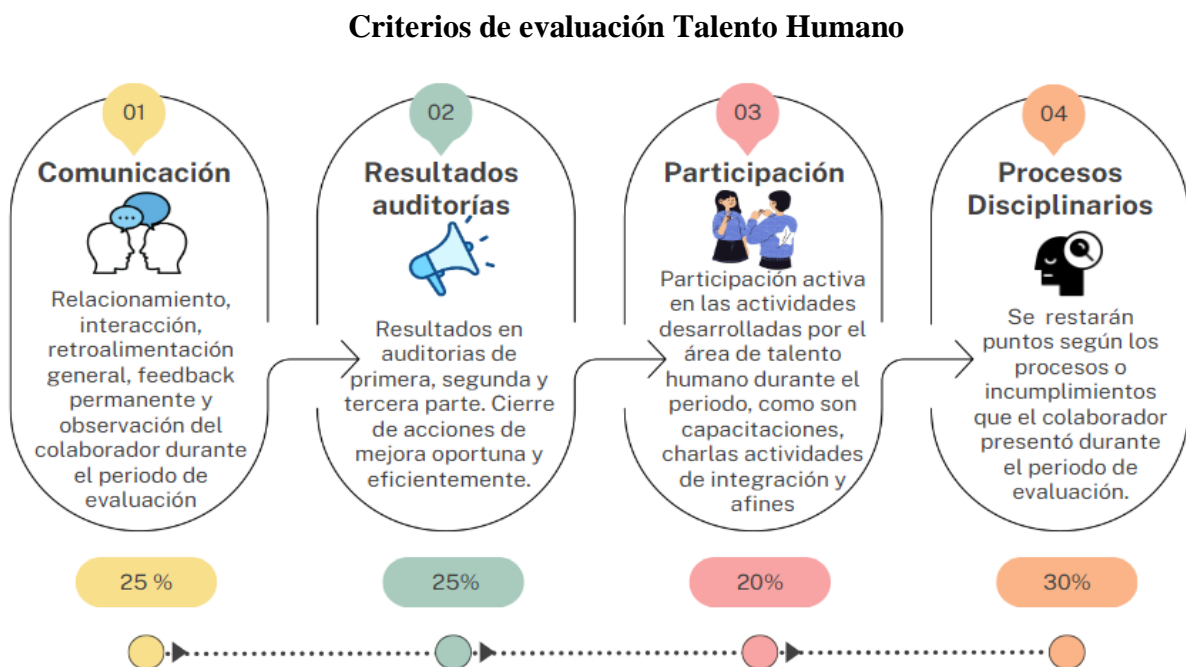 Criterios de evaluación Talento Humano
01
Comunicación
Relacionamiento,
interacción,
retroalimentación
general, feedback
permanente y
observación del
colaborador durante
el periodo de
evaluación
25 %
02
Resultados
auditorías
Resultados en
auditorias de
primera, segunda y
tercera parte. Cierre
de acciones de
mejora oportuna y
eficientemente.
25%
03
Participación
Participación activa
en las actividades
desarrolladas por el
área de talento
humano durante el
periodo, como son
capacitaciones,
charlas actividades
de integración y
afines
20%
04
Procesos
Disciplinarios
Se restarán
puntos según los
procesos o
incumplimientos
que el colaborador
presentó durante
el periodo de
evaluación.
30%